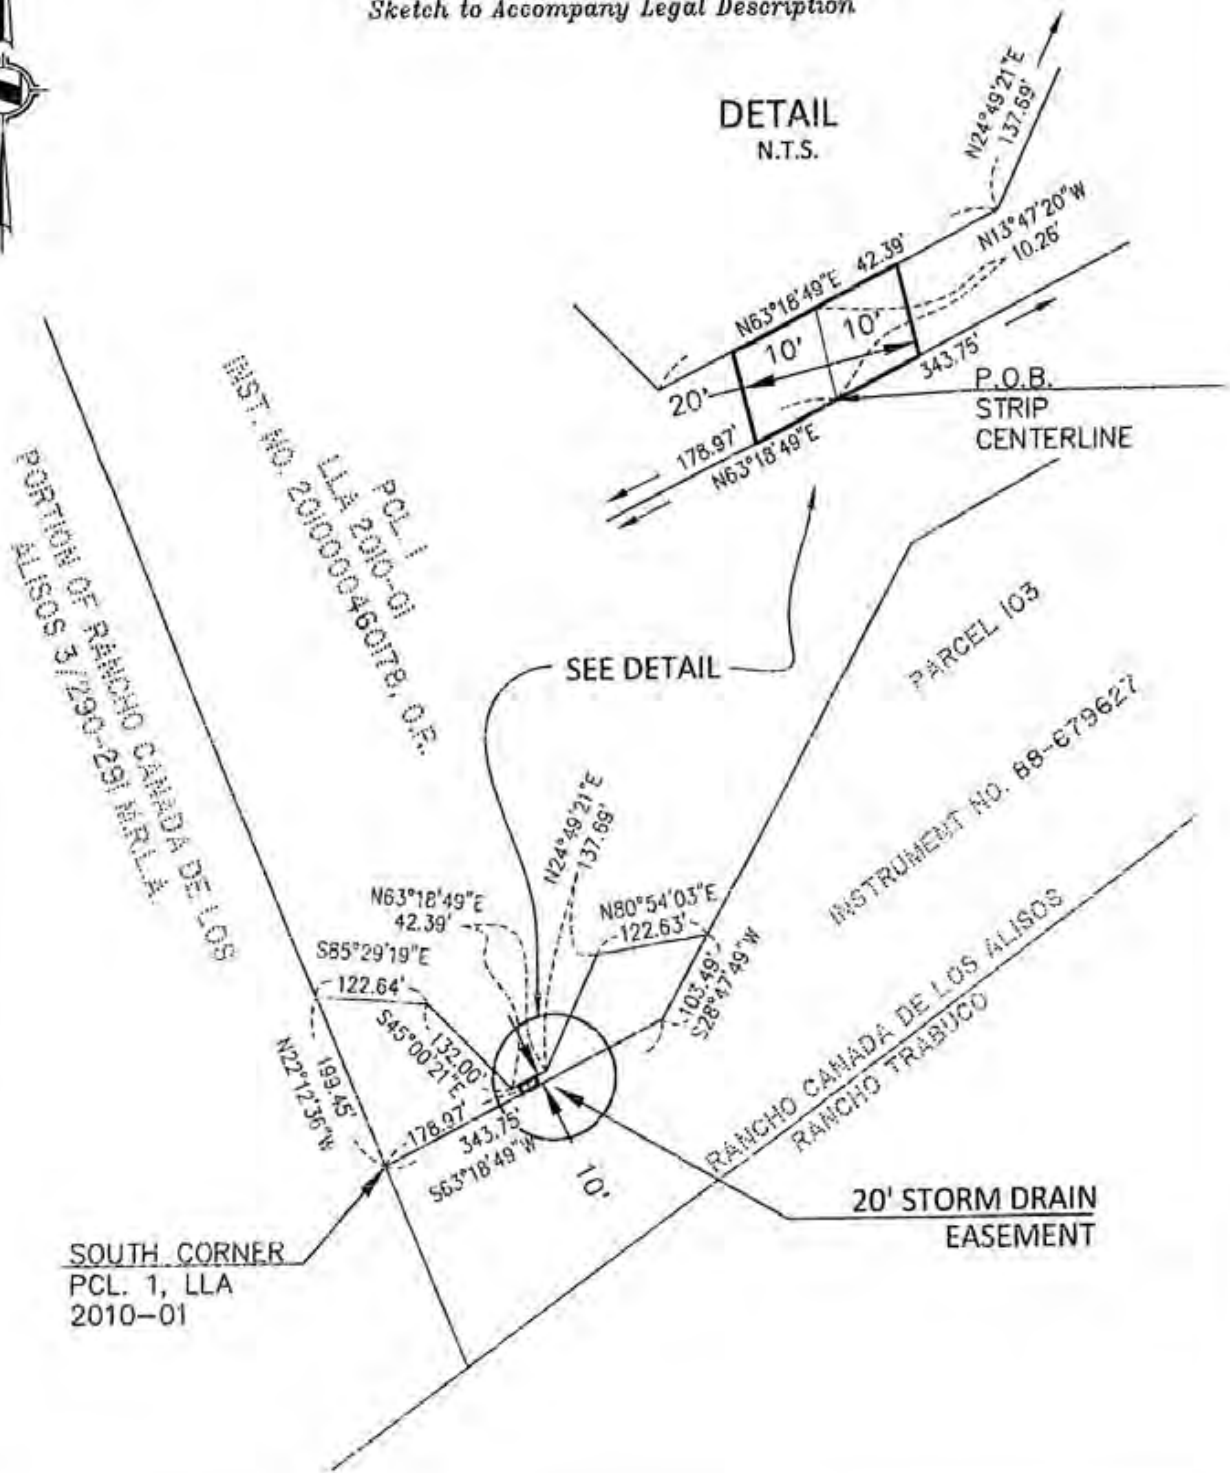 Sketch to Accompany Legal Description
DETAIL
N.T.S.
N24°49'21"E
137.69'
N13°47'20"W
10.26'
N63°18'49"E 42.39'
10'
10'
20'
343.75'
P.O.B.
STRIP
CENTERLINE
178.97'
N63°18'49"E
PCL. 1
LLA 2010-01
INST. NO. 2010000460178, O.R.
PORTION OF RANCHO CANADA DE LOS
ALISOS 3/290-291 M.R.L.A.
SEE DETAIL
PARCEL 103
INSTRUMENT NO. 88-679627
N24°49'21"E
137.69'
N63°18'49"E
42.39'
N80°54'03"E
122.63'
S85°29'19"E
122.64'
103.49'
S28°47'49"W
S45°00'21"E
132.00'
199.45'
N22°12'36"W
178.97'
343.75'
S63°18'49"W
10'
RANCHO CANADA DE LOS ALISOS
RANCHO TRABUCO
20' STORM DRAIN
EASEMENT
SOUTH CORNER
PCL. 1, LLA
2010-01